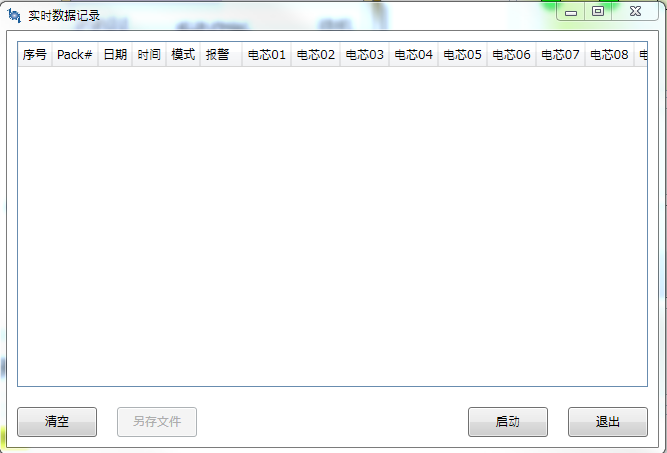 实时数据记录
序号 Pack# 日期 时间 模式 报警 电芯01 电芯02 电芯03 电芯04 电芯05 电芯06 电芯07 电芯08
清空 另存文件 启动 退出